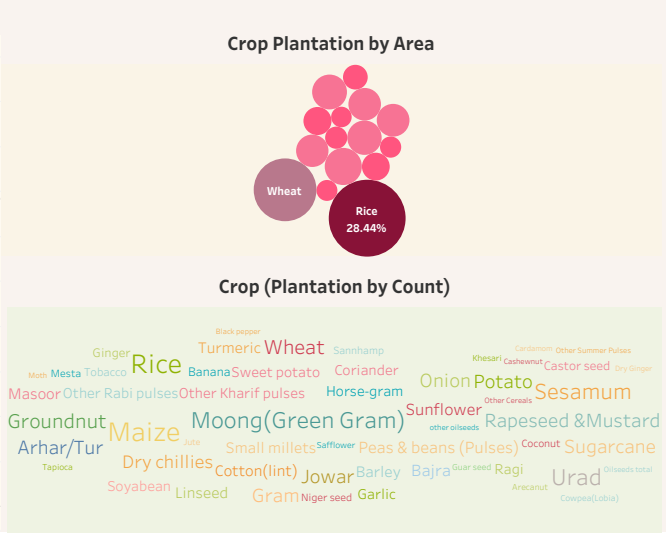 Crop Plantation by Area
Wheat
Rice
28.44%
Crop (Plantation by Count)
Black pepper
Ginger Rice Turmeric Wheat Sannhamp Cardamom Other Summer Pulses
Moth Mesta Tobacco Banana Sweet potato Coriander Khesari Cashewnut Castor seed Dry Ginger
Masoor Other Rabi pulses Other Kharif pulses Horse-gram Onion Potato Sesamum
Other Cereals
Groundnut Maize Moong(Green Gram) Sunflower other oilseeds Rapeseed &Mustard
Arhar/Tur Jute Small millets Safflower Peas & beans (Pulses) Coconut Sugarcane
Tapioca Dry chillies Cotton(lint) Jowar Barley Bajra Guar seed Ragi Urad Oilseeds total
Soyabean Linseed Gram Niger seed Garlic Arecanut Cowpea(Lobia)